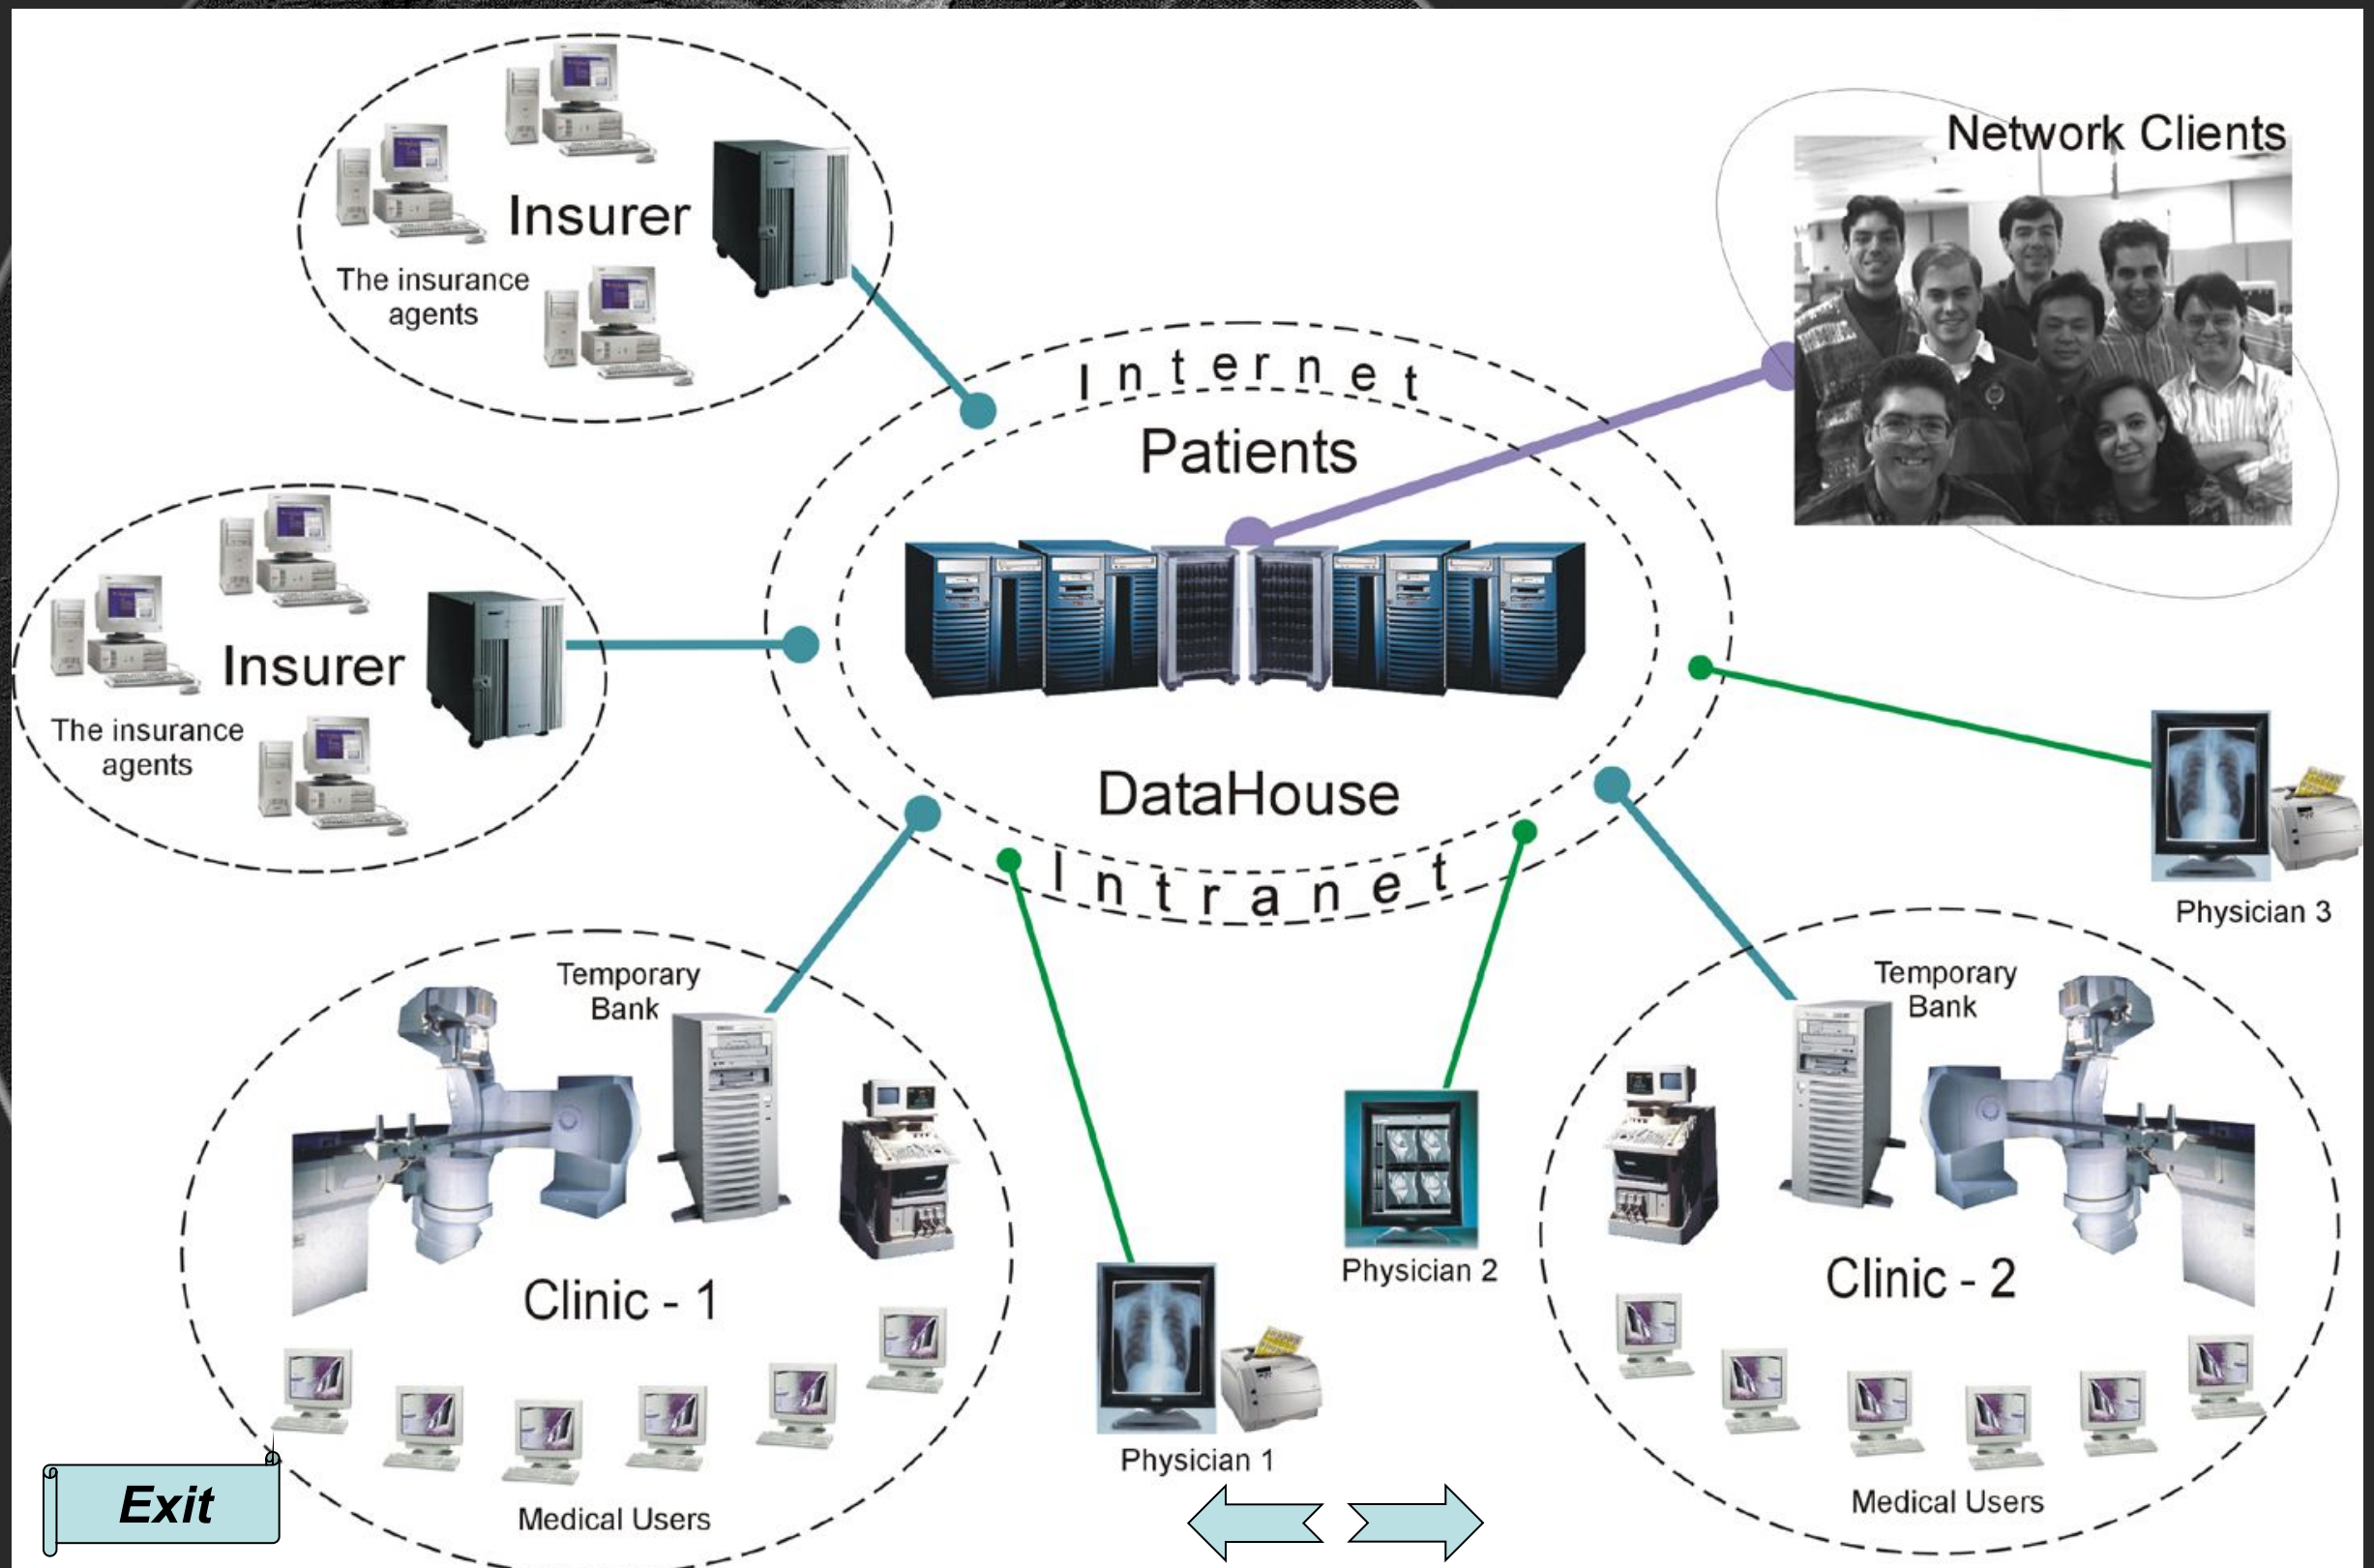 Network Clients
Insurer
The insurance
agents
Internet
Patients
Insurer
The insurance
agents
DataHouse
Intranet
Physician 3
Temporary
Bank
Temporary
Bank
Physician 2
Clinic - 1
Clinic - 2
Physician 1
Exit
Medical Users
Medical Users